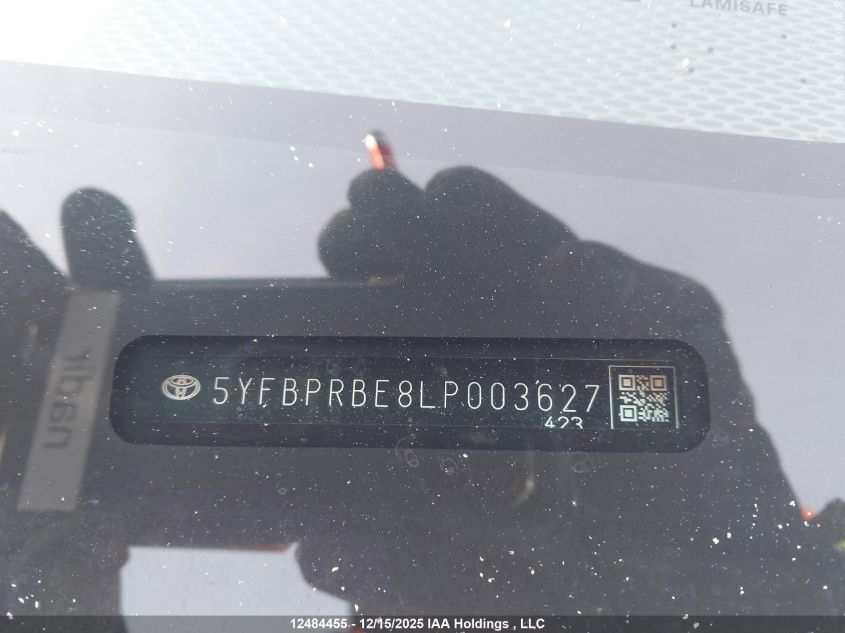 LAMISAFE
5YFBPRBE8LP003627
423
12484455 - 12/15/2025 IAA Holdings , LLC